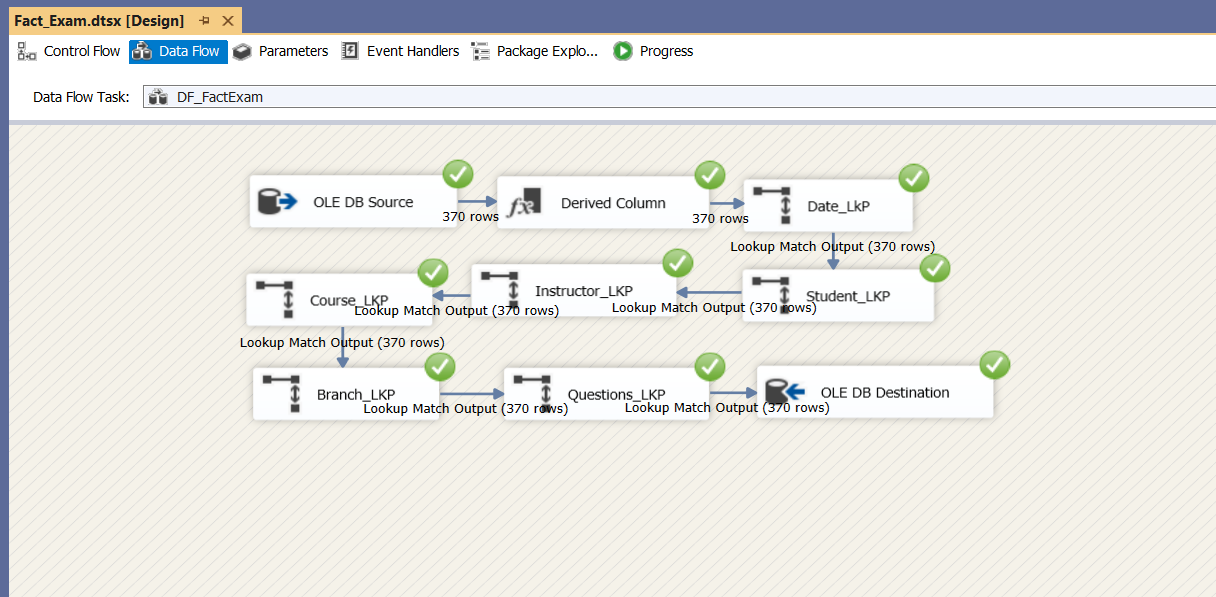 Fact_Exam.dtsx [Design]
Control Flow Data Flow Parameters Event Handlers Package Explo... Progress
Data Flow Task: DF_FactExam
OLE DB Source
370 rows
Derived Column
370 rows
Date_LkP
Lookup Match Output (370 rows)
Student_LKP
Lookup Match Output (370 rows)
Instructor_LKP
Lookup Match Output (370 rows)
Course_LKP
Lookup Match Output (370 rows)
Branch_LKP
Lookup Match Output (370 rows)
Questions_LKP
Lookup Match Output (370 rows)
OLE DB Destination